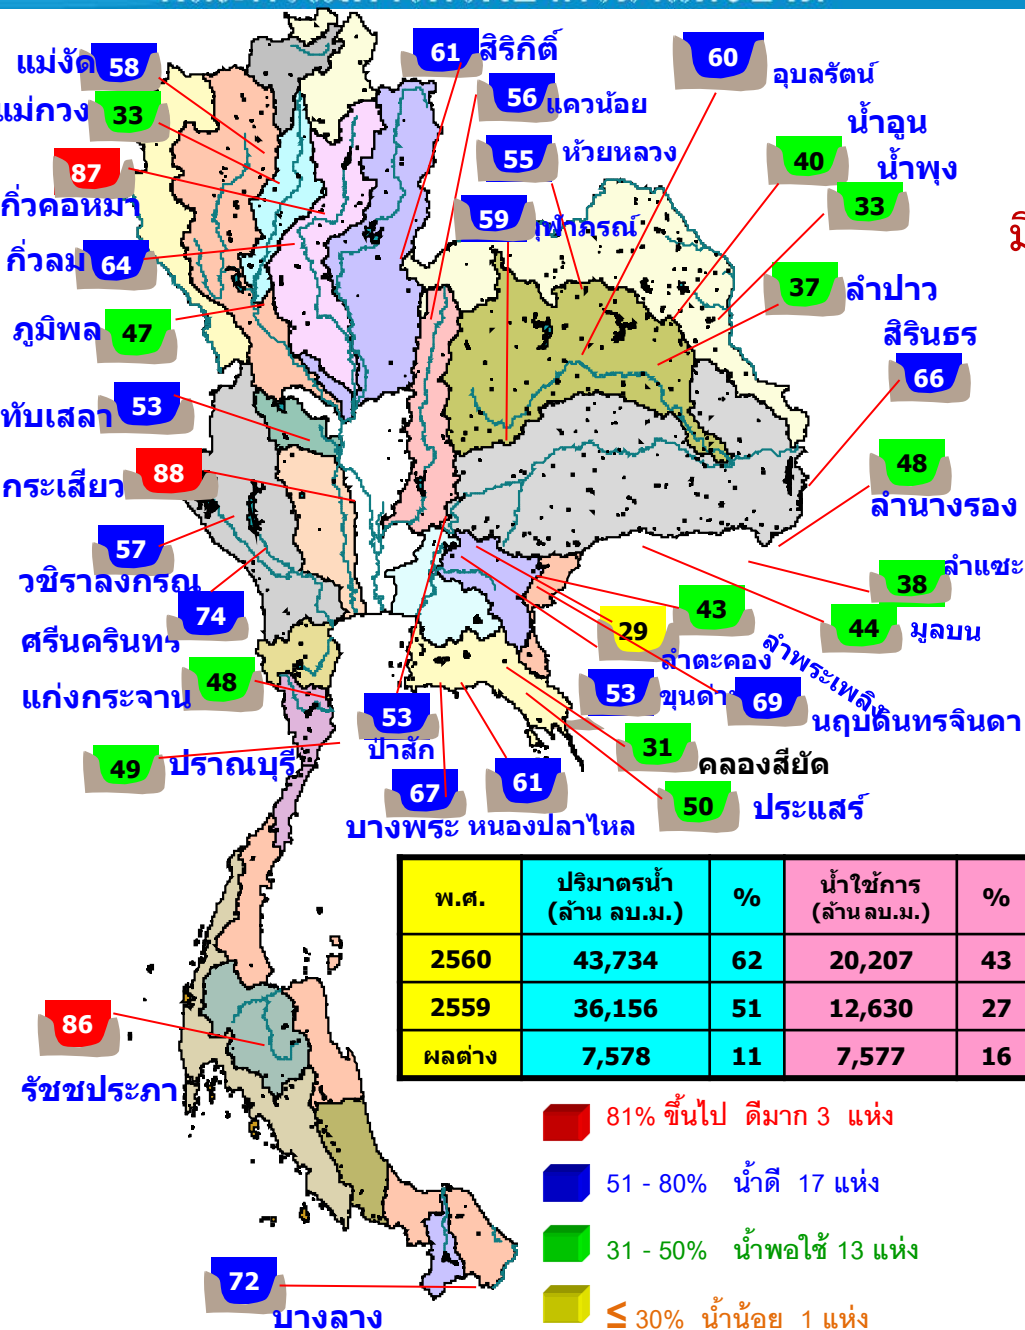 แม่งัด 58
แม่กวง 33
87
กิ่วคอหมา
กิ่วลม 64
ภูมิพล 47
ทับเสลา 53
กระเสียว 88
57
วชิราลงกรณ
74
ศรีนครินทร
แก่งกระจาน 48
49 ปราณบุรี
61 สิริกิติ์
56 แควน้อย
55 ห้วยหลวง
59 จุฬาภรณ์
60 อุบลรัตน์
น้ำอูน
40 น้ำพุง
33
37 ลำปาว
สิรินธร
66
48
ลำนางรอง
38 ลำแซะ
44 มูลบน
43
ลำพระเพลิง
29
ลำตะคอง
53
69
นฤบดินทรจินดา
53
ป่าสัก
31
คลองสียัด
67
บางพระ
61
หนองปลาไหล
50 ประแสร์
พ.ศ. ปริมาตรน้ำ (ล้าน ลบ.ม.) % น้ำใช้การ (ล้าน ลบ.ม.) %
2560 43,734 62 20,207 43
2559 36,156 51 12,630 27
ผลต่าง 7,578 11 7,577 16
86
รัชชประภา
81% ขึ้นไป ดีมาก 3 แห่ง
51 - 80% น้ำดี 17 แห่ง
31 - 50% น้ำพอใช้ 13 แห่ง
≤ 30% น้ำน้อย 1 แห่ง
72
บางลาง